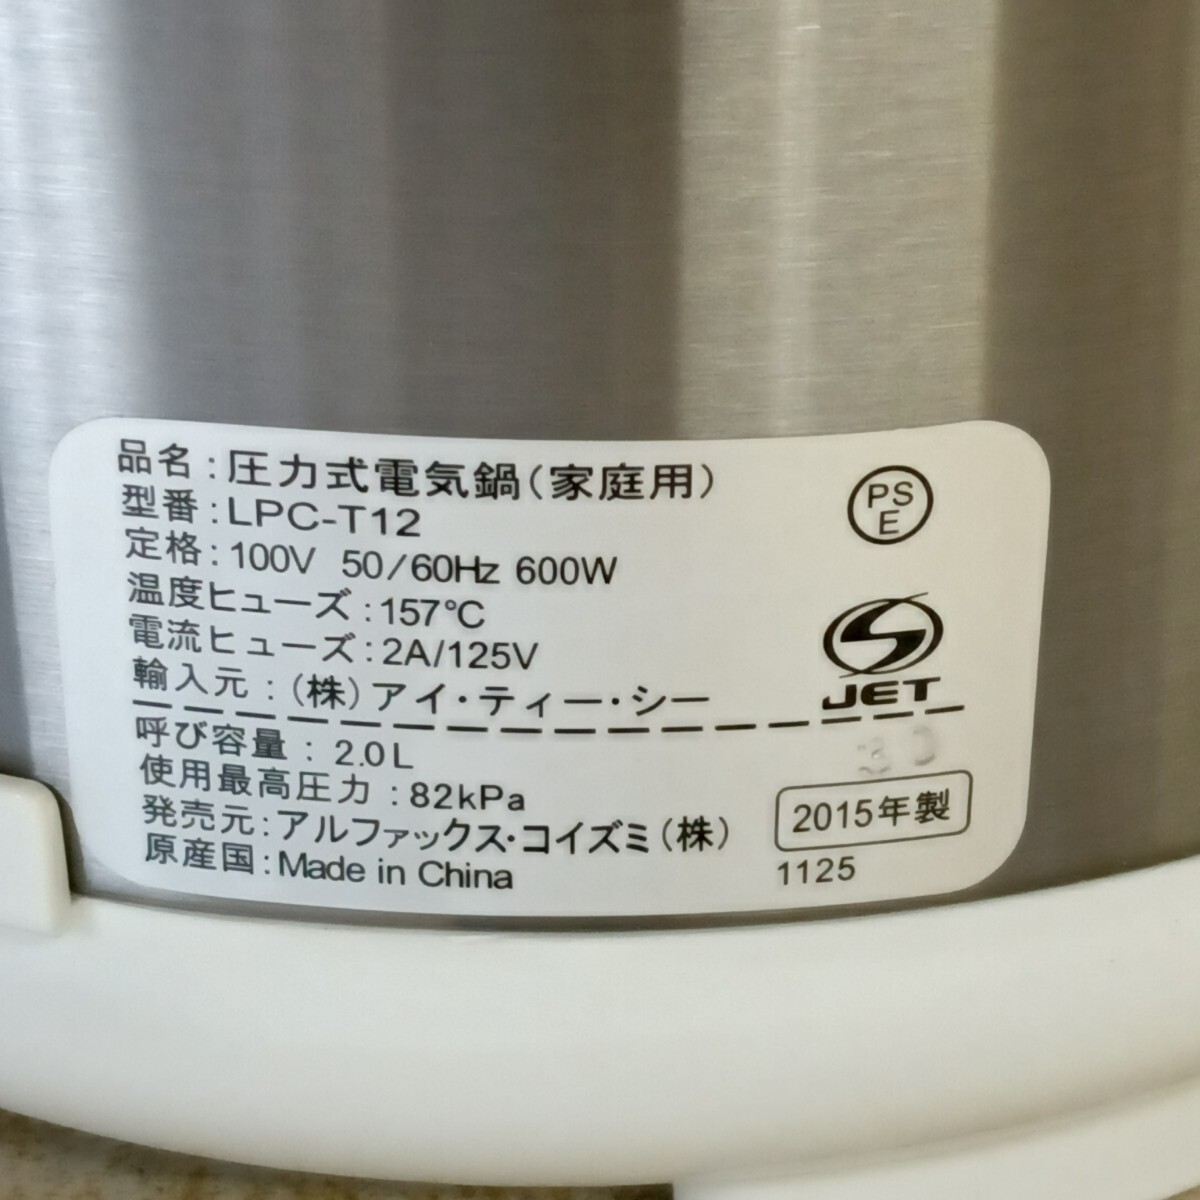 品名:圧力式電気鍋(家庭用)
型番:LPC-T12
定格:100V 50/60Hz 600W
温度ヒューズ:157℃
電流ヒューズ:2A/125V
輸入元:(株)アイ・ティー・シー
呼び容量: 2.0L
使用最高圧力:82kPa
発売元:アルファックス・コイズミ(株)
原産国:Made in China
PS
E
JET
30
2015年製
1125